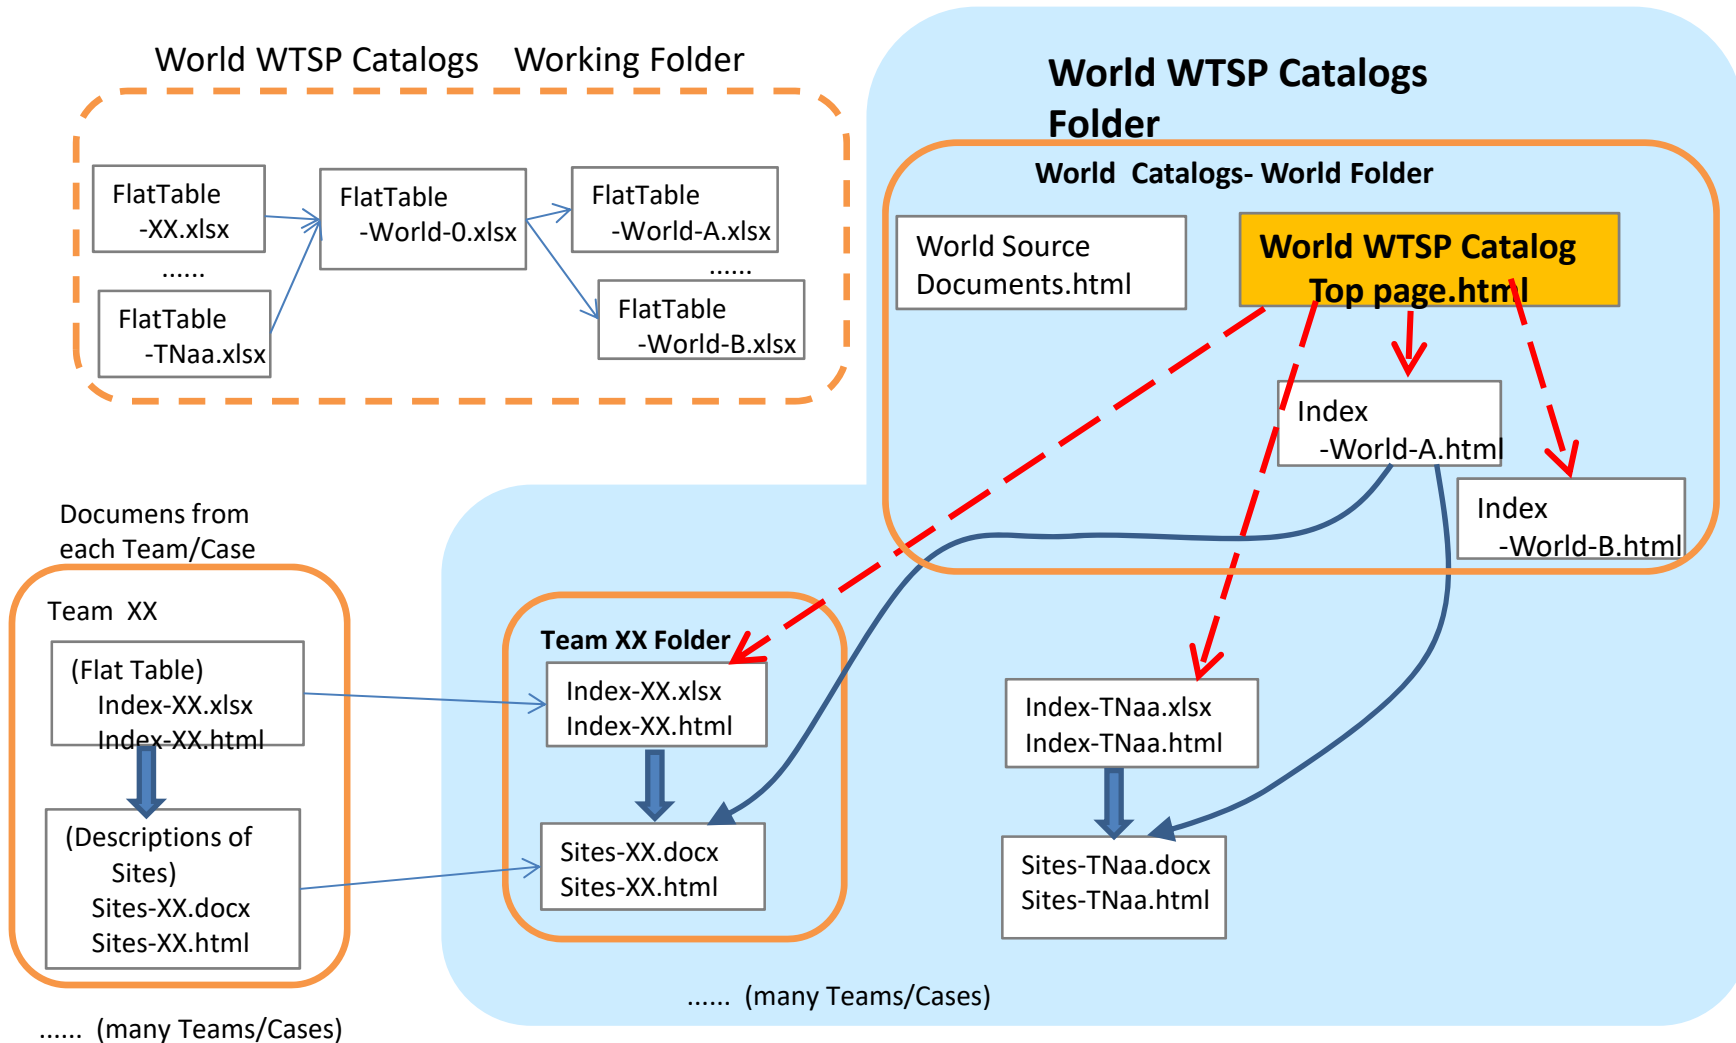 World WTSP Catalogs    Working Folder
FlatTable
-XX.xlsx
......
FlatTable
-TNaa.xlsx
FlatTable
-World-0.xlsx
FlatTable
-World-A.xlsx
......
FlatTable
-World-B.xlsx
World WTSP Catalogs
Folder
World  Catalogs- World Folder
World Source
Documents.html
World WTSP Catalog
Top page.html
Index
-World-A.html
Index
-World-B.html
Documens from
each Team/Case
Team  XX
(Flat Table)
Index-XX.xlsx
Index-XX.html
(Descriptions of
Sites)
Sites-XX.docx
Sites-XX.html
...... (many Teams/Cases)
Team XX Folder
Index-XX.xlsx
Index-XX.html
Sites-XX.docx
Sites-XX.html
Index-TNaa.xlsx
Index-TNaa.html
Sites-TNaa.docx
Sites-TNaa.html
...... (many Teams/Cases)